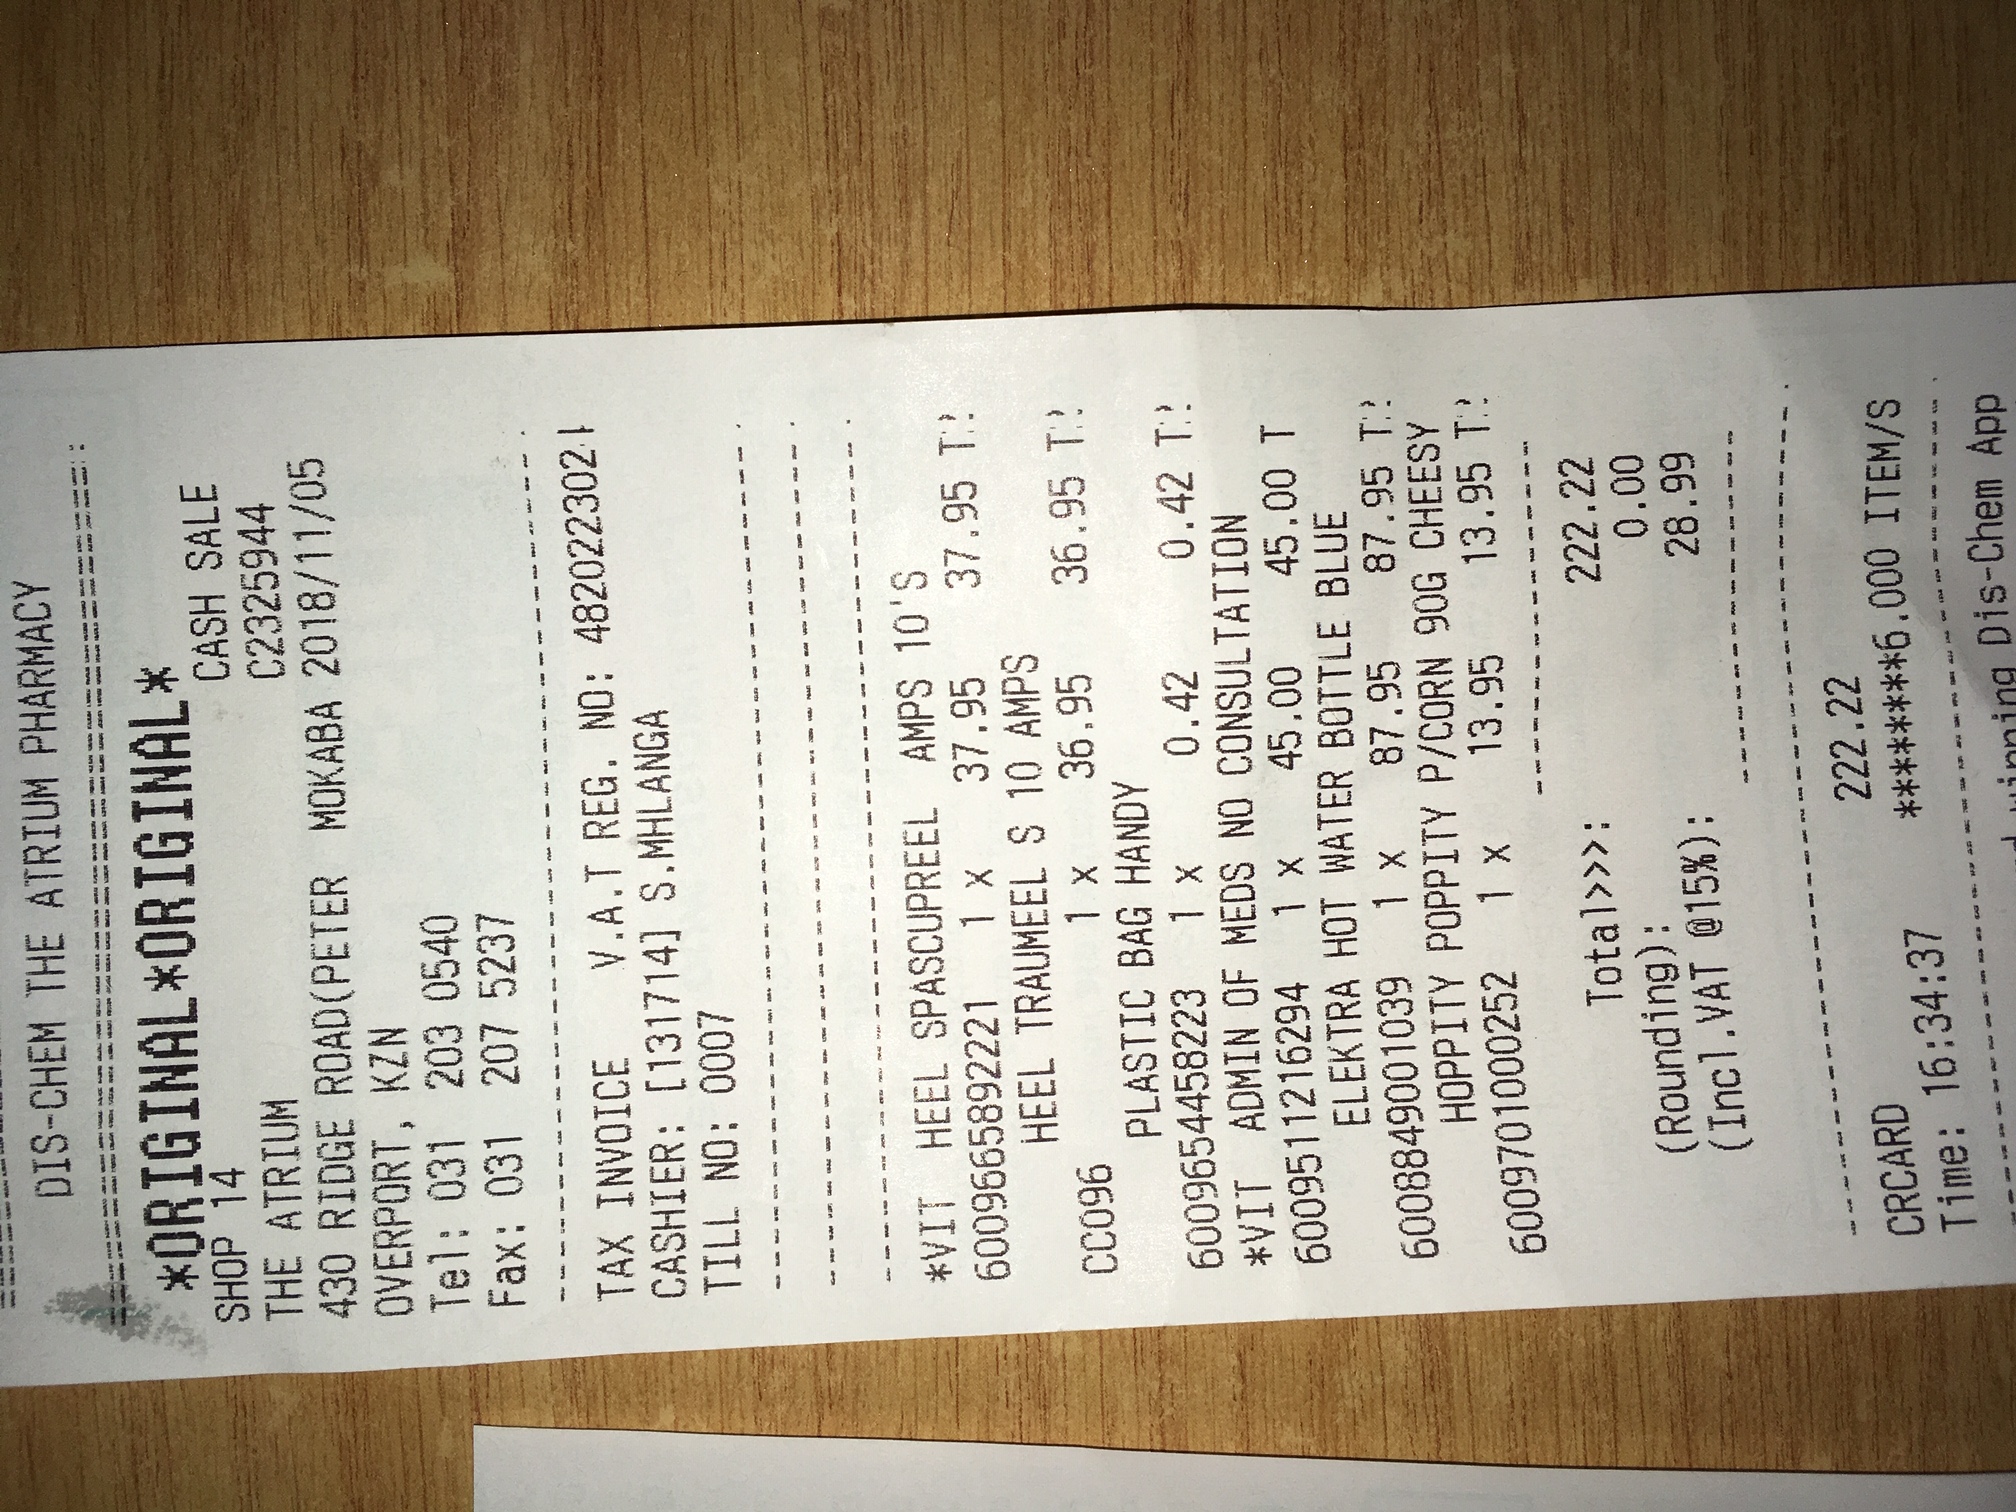 DIS-CHEM THE ATRIUM PHARMACY
*ORIGINAL*ORIGINAL*
SHOP 14 CASH SALE
THE ATRIUM C2325944
430 RIDGE ROAD(PETER MOKABA 2018/11/05
OVERPORT, KZN
Tel: 031 203 0540
Fax: 031 207 5237
TAX INVOICE V.A.T REG. NO: 4820223021
CASHIER: [131714] S.MHLANGA
TILL NO: 0007
*VIT HEEL SPASCUPREEL AMPS 10'S
6009665892221 1 x 37.95 37.95 T
HEEL TRAUMEEL S 10 AMPS
CC096 1 x 36.95 36.95 T
PLASTIC BAG HANDY
6009654458223 1 x 0.42 0.42 T
*VIT ADMIN OF MEDS NO CONSULTATION
6009511216294 1 x 45.00 45.00 T
ELEKTRA HOT WATER BOTTLE BLUE
6008849001039 1 x 87.95 87.95 T
HOPPITY POPPITY P/CORN 90G CHEESY
6009701000252 1 x 13.95 13.95 T
Total>>>: 222.22
(Rounding): 0.00
(Incl.VAT @15%): 28.99
CRCARD 222.22
Time: 16:34:37 ********6.000 ITEM/S
winning Dis-Chem App